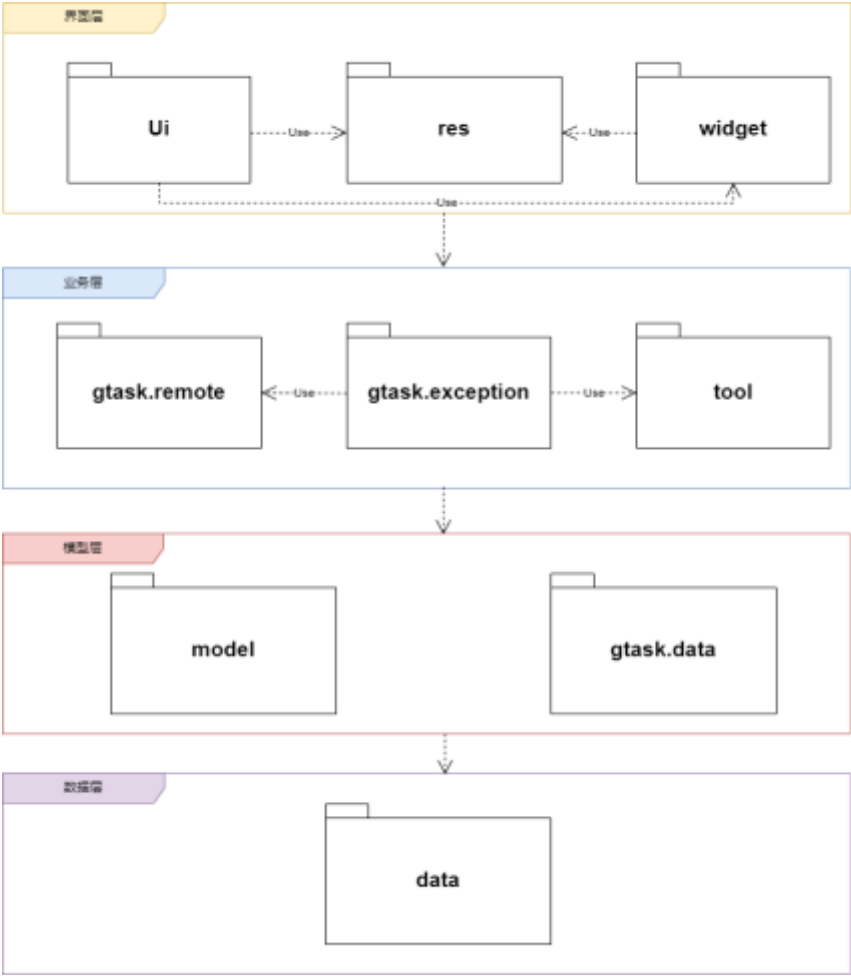 界面层
Ui
res
widget
Use
Use
Use
业务层
gtask.remote
gtask.exception
tool
Use
Use
模型层
model
gtask.data
数据层
data